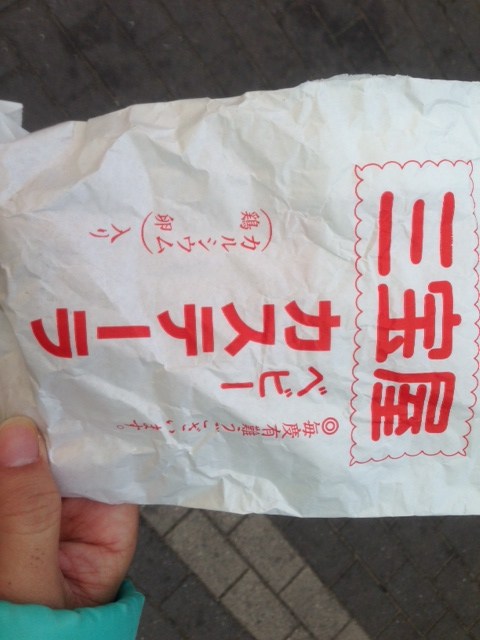 三宝屋
◎毎度有難うございます。
ベビー
カステーラ
(カルシウム
鶏卵)入り